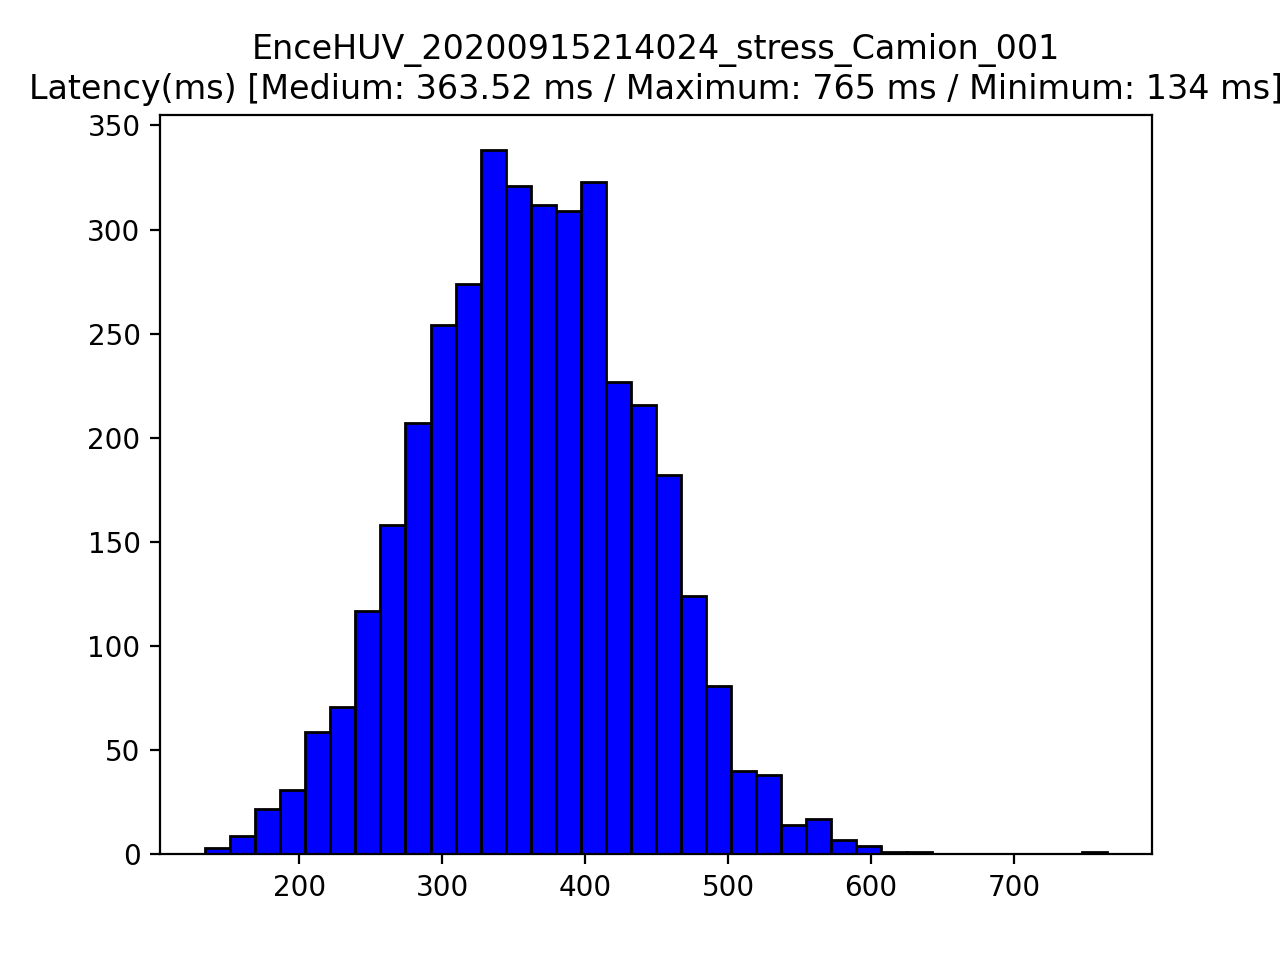 EnceHUV_20200915214024_stress_Camion_001
Latency(ms) [Medium: 363.52 ms / Maximum: 765 ms / Minimum: 134 ms]
350
300
250
200
150
100
50
0
200 300 400 500 600 700